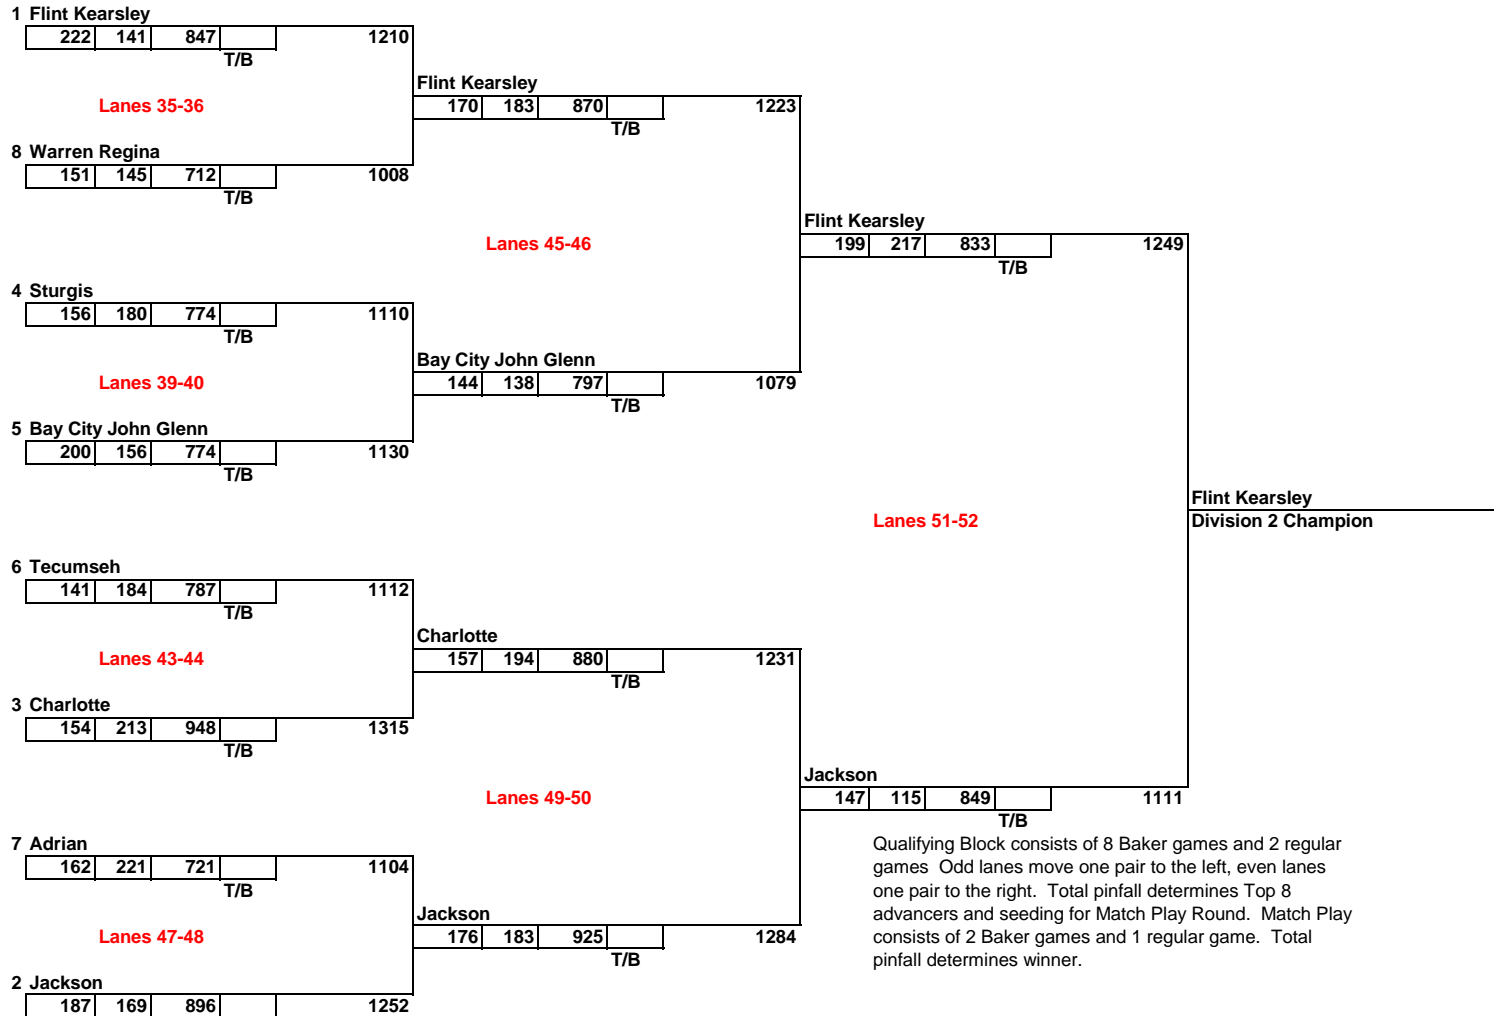 1 Flint Kearsley
222 141 847 1210
T/B
Flint Kearsley
Lanes 35-36
170 183 870 1223
T/B
8 Warren Regina
151 145 712 1008
T/B
Flint Kearsley
Lanes 45-46
199 217 833 1249
T/B
4 Sturgis
156 180 774 1110
T/B
Bay City John Glenn
Lanes 39-40
144 138 797 1079
T/B
5 Bay City John Glenn
200 156 774 1130
T/B
Flint Kearsley
Lanes 51-52
Division 2 Champion
6 Tecumseh
141 184 787 1112
T/B
Charlotte
Lanes 43-44
157 194 880 1231
T/B
3 Charlotte
154 213 948 1315
T/B
Jackson
Lanes 49-50
147 115 849 1111
T/B
7 Adrian
162 221 721 1104
T/B
Jackson
Lanes 47-48
176 183 925 1284
T/B
2 Jackson
187 169 896 1252
Qualifying Block consists of 8 Baker games and 2 regular
games  Odd lanes move one pair to the left, even lanes
one pair to the right.  Total pinfall determines Top 8
advancers and seeding for Match Play Round.  Match Play
consists of 2 Baker games and 1 regular game.  Total
pinfall determines winner.